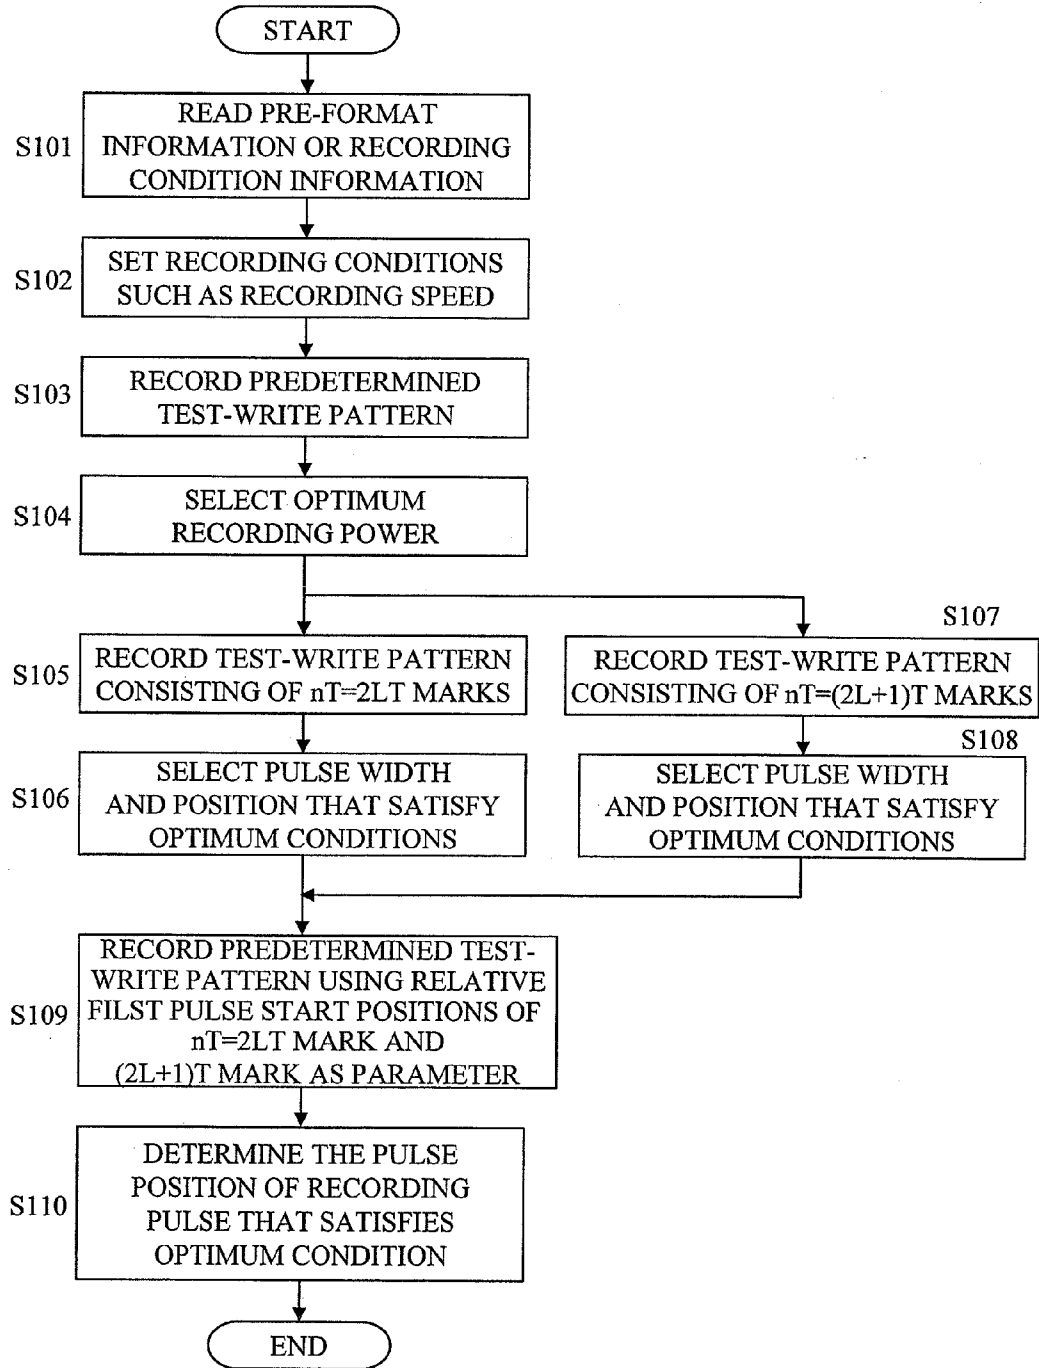 START
S101
READ PRE-FORMAT
INFORMATION OR RECORDING
CONDITION INFORMATION
S102
SET RECORDING CONDITIONS
SUCH AS RECORDING SPEED
S103
RECORD PREDETERMINED
TEST-WRITE PATTERN
S104
SELECT OPTIMUM
RECORDING POWER
S105
RECORD TEST-WRITE PATTERN
CONSISTING OF nT=2LT MARKS
S107
RECORD TEST-WRITE PATTERN
CONSISTING OF nT=(2L+1)T MARKS
S106
SELECT PULSE WIDTH
AND POSITION THAT SATISFY
OPTIMUM CONDITIONS
S108
SELECT PULSE WIDTH
AND POSITION THAT SATISFY
OPTIMUM CONDITIONS
S109
RECORD PREDETERMINED TEST-
WRITE PATTERN USING RELATIVE
FILST PULSE START POSITIONS OF
nT=2LT MARK AND
(2L+1)T MARK AS PARAMETER
S110
DETERMINE THE PULSE
POSITION OF RECORDING
PULSE THAT SATISFIES
OPTIMUM CONDITION
END